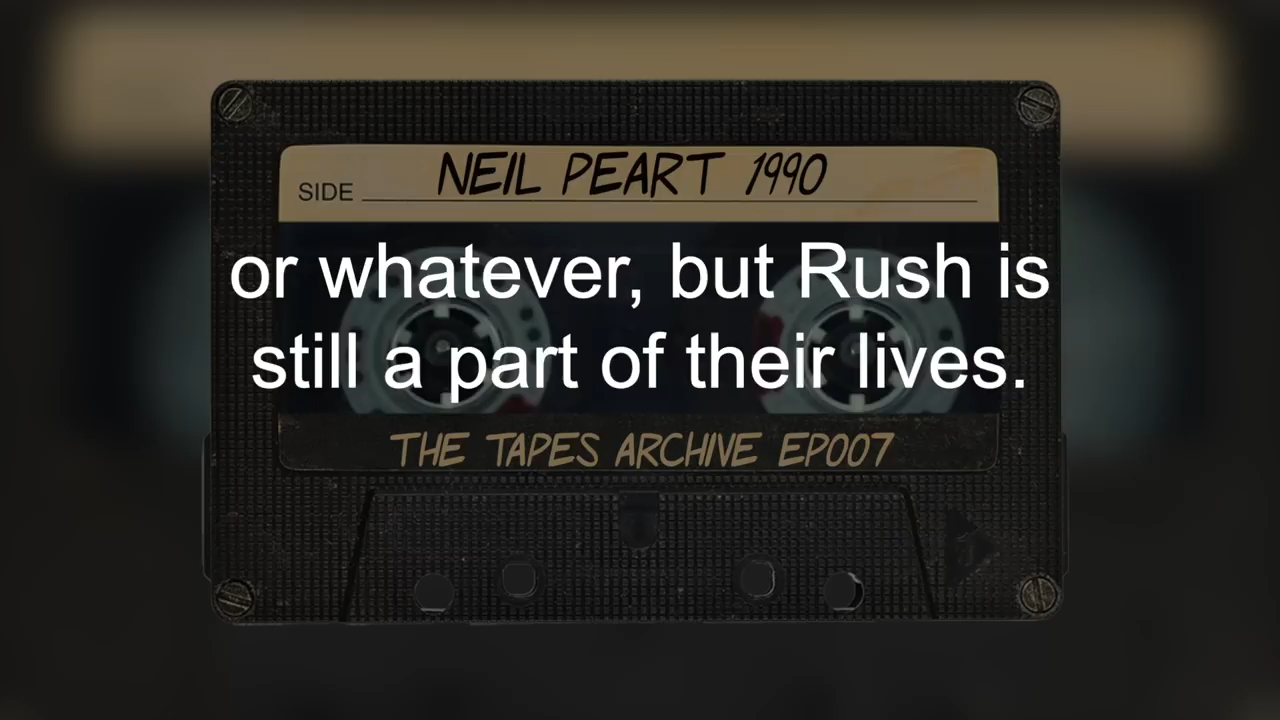 NEIL PEART 1990
SIDE
or whatever, but Rush is
still a part of their lives.
THE TAPES ARCHIVE EP007